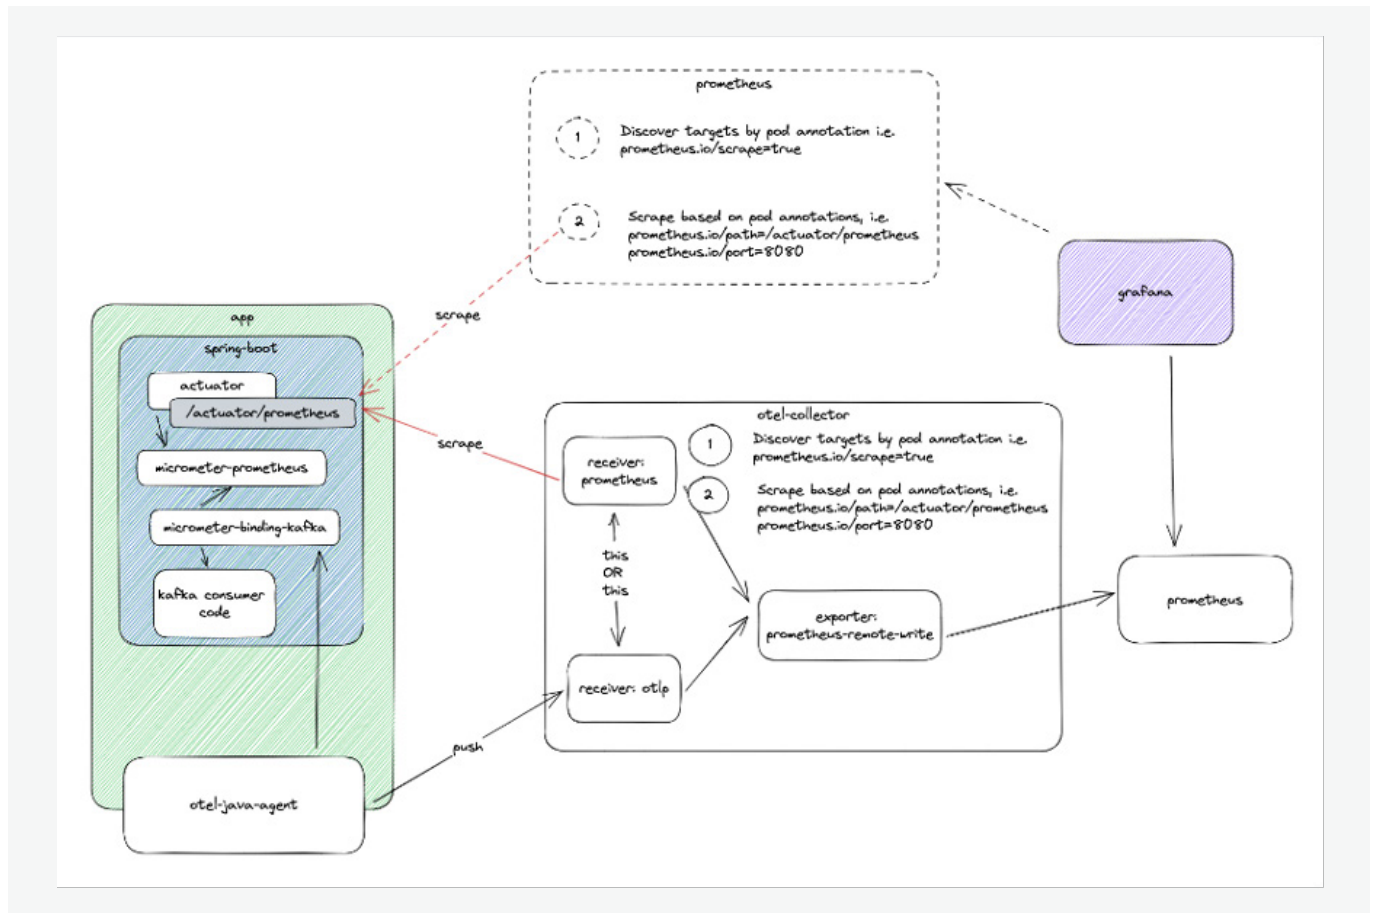 prometheus
1
Discover targets by pod annotation i.e.
prometheus.io/scrape=true
2
Scrape based on pod annotations, i.e.
prometheus.io/path=/actuator/prometheus
prometheus.io/port=8080
grafana
scrape
app
spring-boot
actuator
/actuator/prometheus
micrometer-prometheus
micrometer-binding-kafka
kafka consumer
code
otel-java-agent
scrape
push
otel-collector
receiver:
prometheus
1
Discover targets by pod annotation i.e.
prometheus.io/scrape=true
2
Scrape based on pod annotations, i.e.
prometheus.io/path=/actuator/prometheus
prometheus.io/port=8080
this
OR
this
receiver: otlp
exporter:
prometheus-remote-write
prometheus